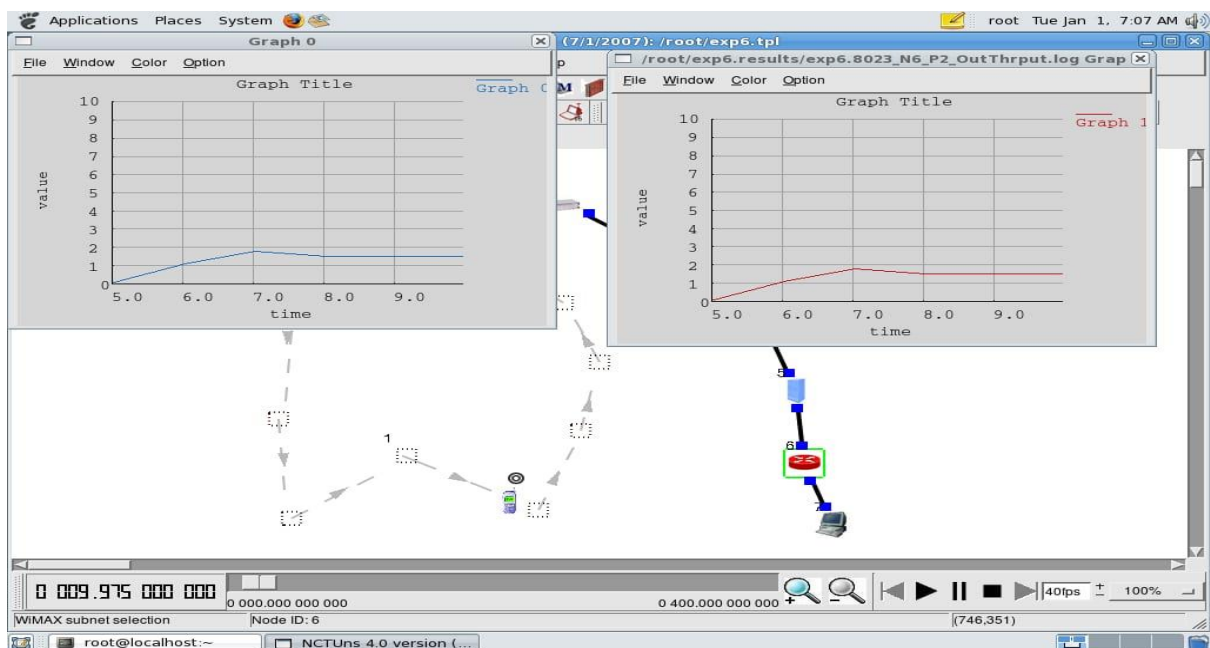 Applications Places System
root Tue Jan 1, 7:07 AM
Graph 0
(7/1/2007): /root/exp6.tpl
File Window Color Option
p
Graph Title
Graph 0
M
value
10
9
8
7
6
5
4
3
2
1
0
5.0 6.0 7.0 8.0 9.0
time
/root/exp6.results/exp6.8023_N6_P2_OutThrput.log Grap
File Window Color Option
Graph Title
Graph 1
value
10
9
8
7
6
5
4
3
2
1
0
5.0 6.0 7.0 8.0 9.0
time
1
5
6
7
0 009.975 000 000
0 000.000 000 000
0 400.000 000 000
40fps
+
-
100%
WiMAX subnet selection
Node ID: 6
(746,351)
root@localhost:~
NCTUns 4.0 version (...